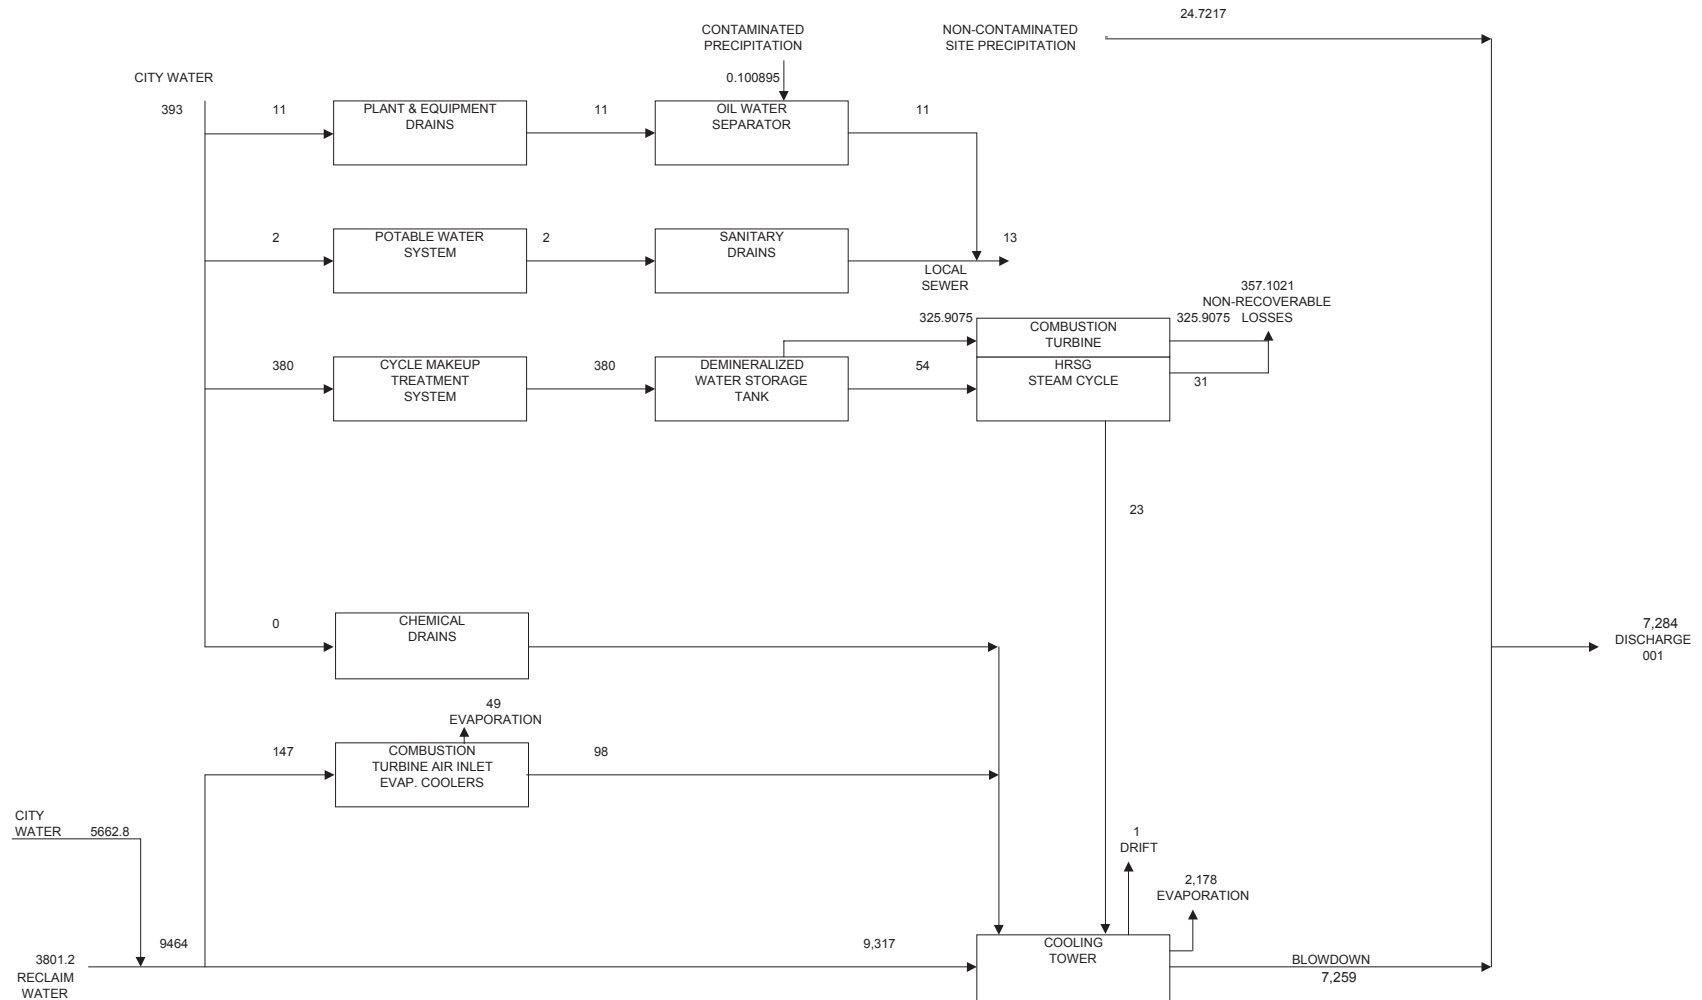 24.7217
CONTAMINATED
PRECIPITATION
NON-CONTAMINATED
SITE PRECIPITATION
CITY WATER
0.100895
393
11
PLANT & EQUIPMENT
DRAINS
11
OIL WATER
SEPARATOR
11
2
POTABLE WATER
SYSTEM
2
SANITARY
DRAINS
13
LOCAL
SEWER
357.1021
NON-RECOVERABLE
LOSSES
325.9075
COMBUSTION
TURBINE
325.9075
380
CYCLE MAKEUP
TREATMENT
SYSTEM
380
DEMINERALIZED
WATER STORAGE
TANK
54
HRSG
STEAM CYCLE
31
23
0
CHEMICAL
DRAINS
7,284
DISCHARGE
001
49
EVAPORATION
147
COMBUSTION
TURBINE AIR INLET
EVAP. COOLERS
98
CITY
WATER
5662.8
1
DRIFT
2,178
EVAPORATION
9464
9,317
COOLING
TOWER
BLOWDOWN
7,259
3801.2
RECLAIM
WATER